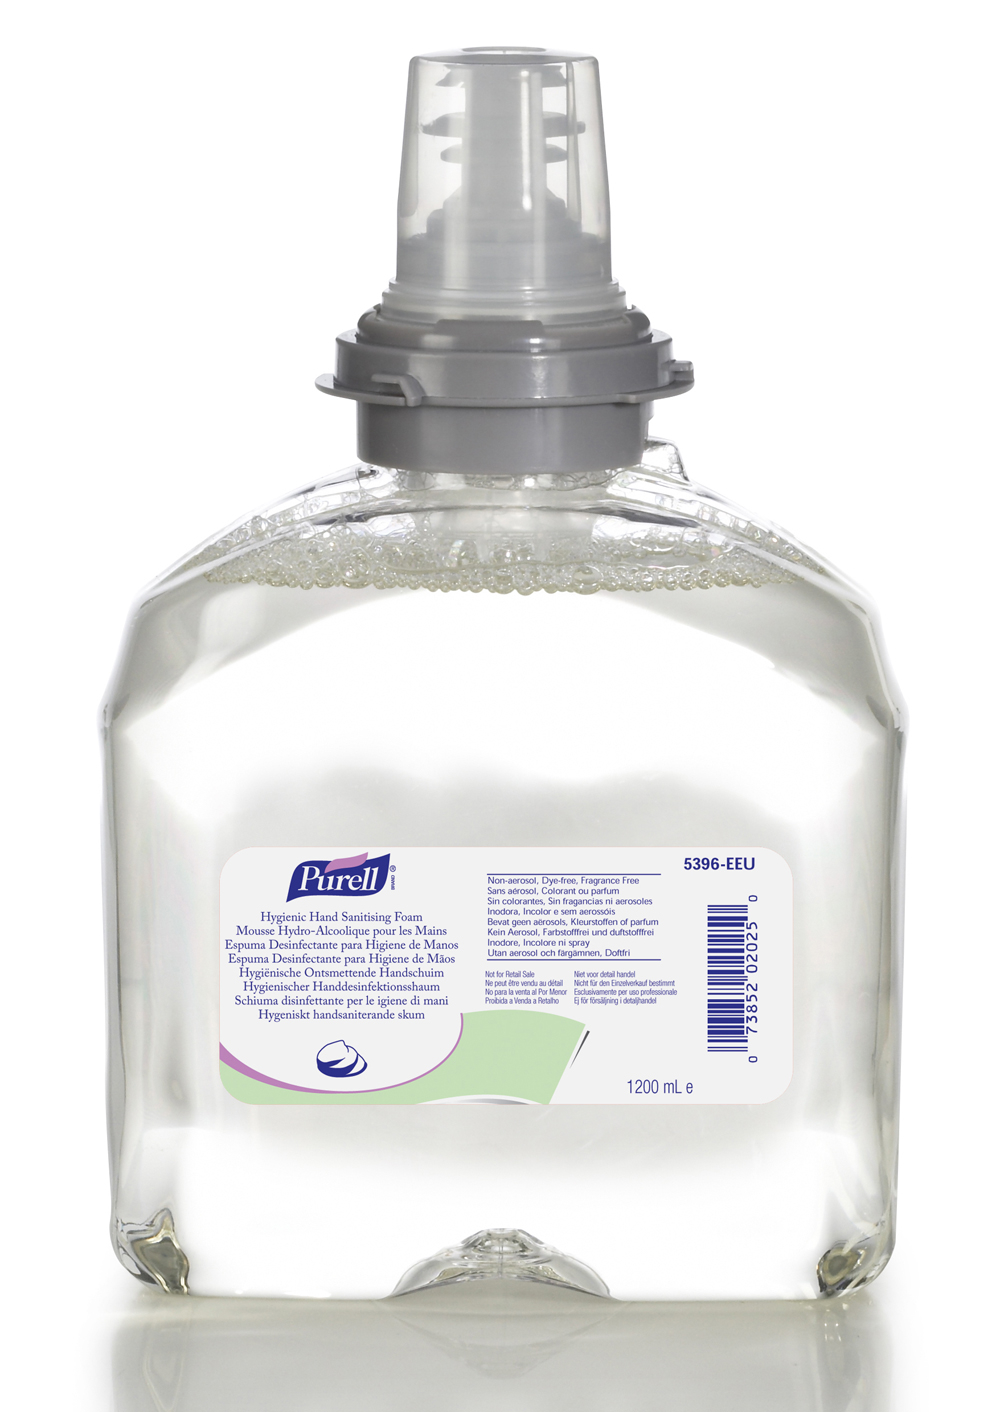 Purell®
BRAND
Hygienic Hand Sanitising Foam
Mousse Hydro-Alcoolique pour les Mains
Espuma Desinfectante para Higiene de Manos
Espuma Desinfectante para Higiene de Mãos
Hygiënische Ontsmettende Handschuim
Hygienischer Handdesinfektionsshaum
Schiuma disinfettante per le igiene di mani
Hygeniskt handsaniterande skum
Non-aerosol, Dye-free, Fragrance Free
Sans aérosol, Colorant ou parfum
Sin colorantes, Sin fragancias ni aerosoles
Inodora, Incolor e sem aerossóis
Bevat geen aërosols, Kleurstoffen of parfum
Kein Aerosol, Farbstofffrei und duftstofffrei
Inodore, Incolore ni spray
Utan aerosol och färgämnen, Doftfri
Not for Retail Sale
Ne peut être vendu au détail
No para la venta al Por Menor
Proibida a Venda a Retalho
Niet voor detail handel
Nicht für den Einzelverkauf bestimmt
Esclusivamente per uso professionale
Ej för försäljning i detaljhandel
5396-EEU
0 73852 02025 0
1200 mL e